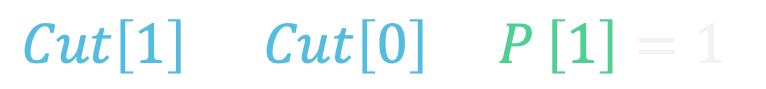 Cut[1] Cut[0] P [1] = 1